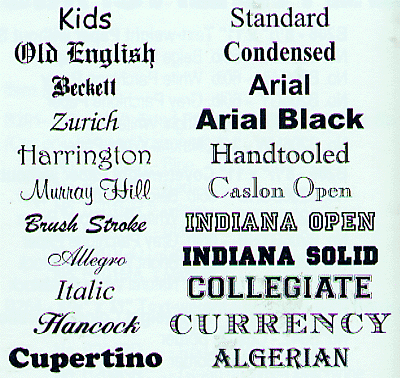 Kids
Old English
Beckett
Zurich
Harrington
Murray Hill
Brush Stroke
Allegro
Italic
Hancock
Cupertino
Standard
Condensed
Arial
Arial Black
Handtooled
Caslon Open
INDIANA OPEN
INDIANA SOLID
COLLEGIATE
CURRENCY
ALGERIAN